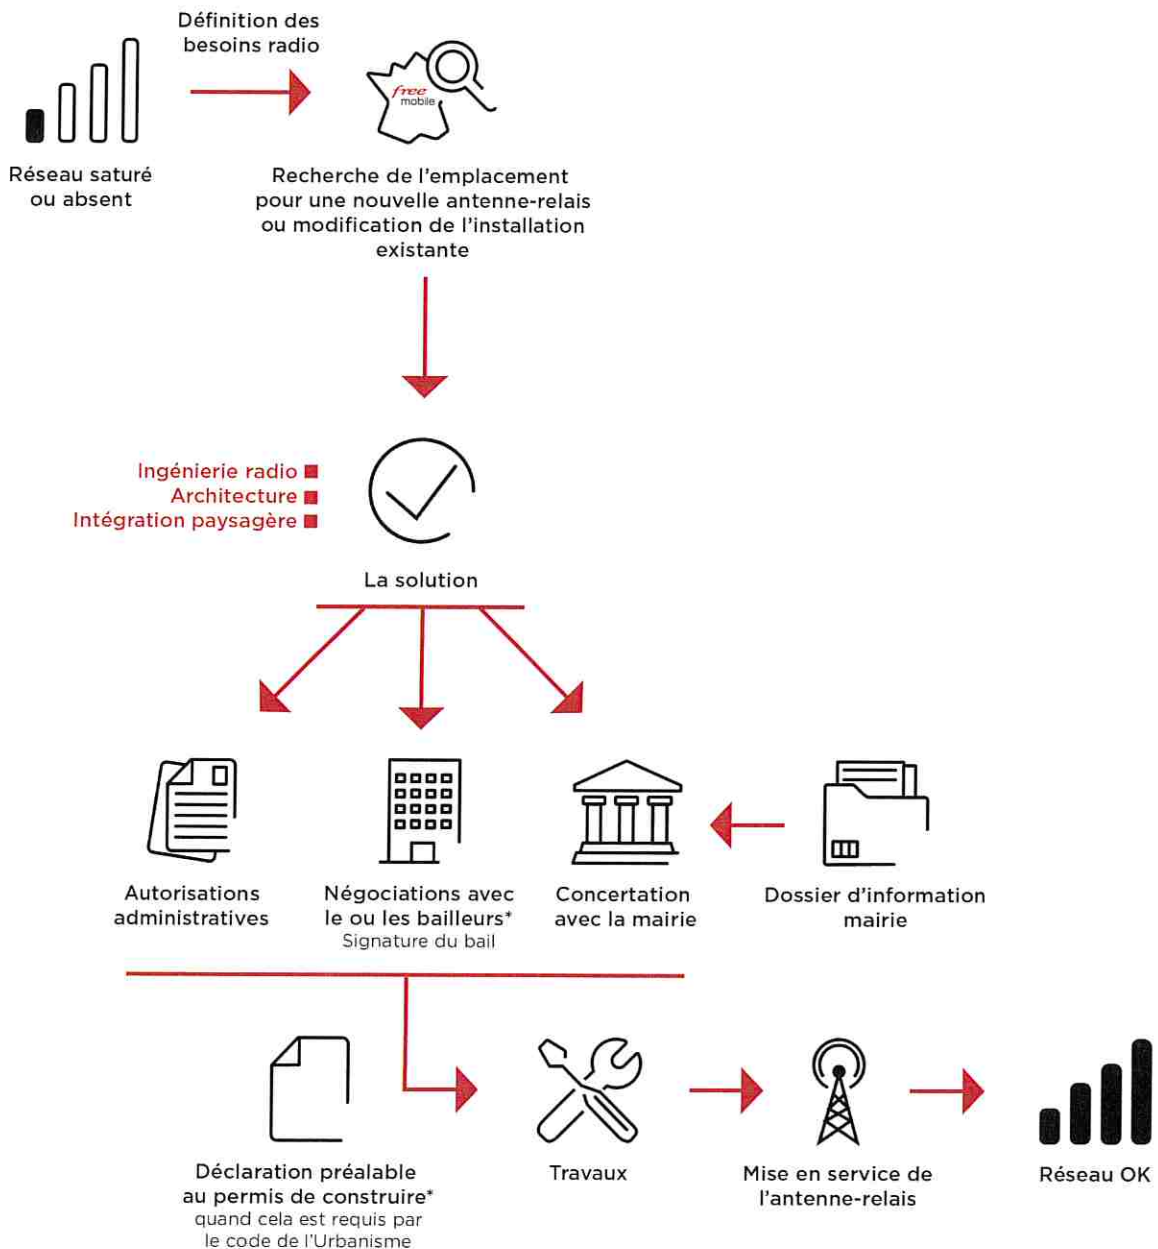 Définition des
besoins radio
free
mobile
Réseau saturé
ou absent
Recherche de l'emplacement
pour une nouvelle antenne-relais
ou modification de l'installation
existante
Ingénierie radio
Architecture
Intégration paysagère
La solution
Autorisations
administratives
Négociations avec
le ou les bailleurs*
Signature du bail
Concertation
avec la mairie
Dossier d'information
mairie
Déclaration préalable
au permis de construire*
quand cela est requis par
le code de l'Urbanisme
Travaux
Mise en service de
l'antenne-relais
Réseau OK